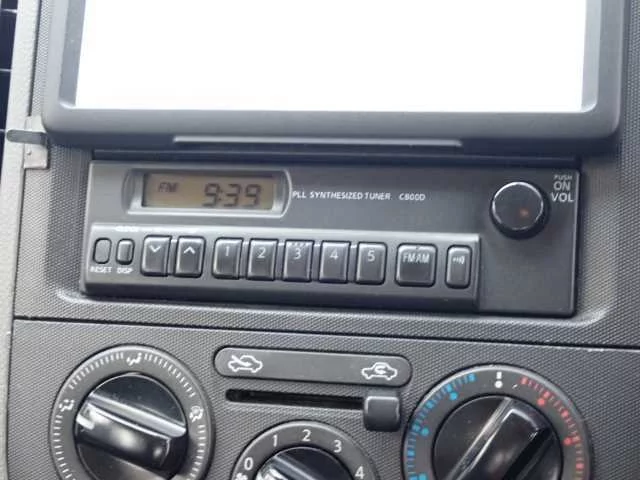 PUSH
ON
VOL
FM 9:39
PLL SYNTHESIZED TUNER C800D
RESET DISP
1 2 3 4 5 FM AM
0 1 2 3 4